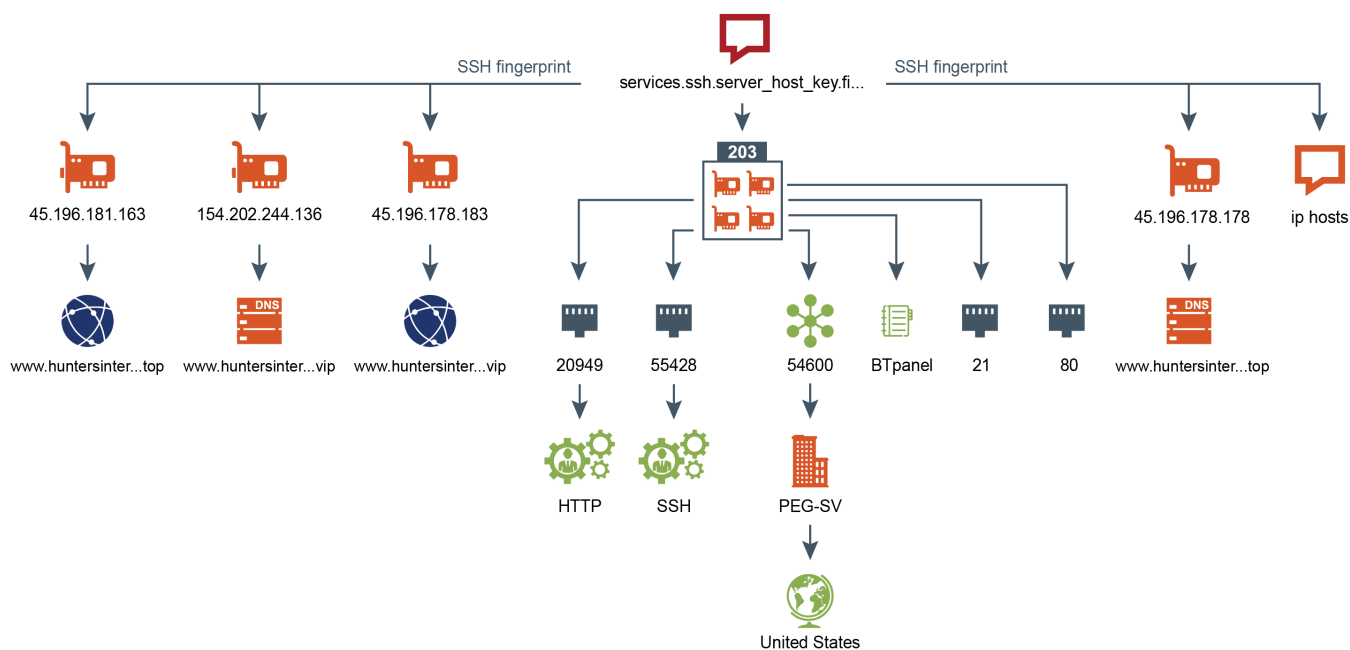 SSH fingerprint
services.ssh.server_host_key.fi...
SSH fingerprint
203
45.196.181.163
154.202.244.136
45.196.178.183
45.196.178.178
ip hosts
DNS
DNS
www.huntersinter...top
www.huntersinter...vip
www.huntersinter...vip
20949
55428
54600
BTpanel
21
80
www.huntersinter...top
HTTP
SSH
PEG-SV
United States